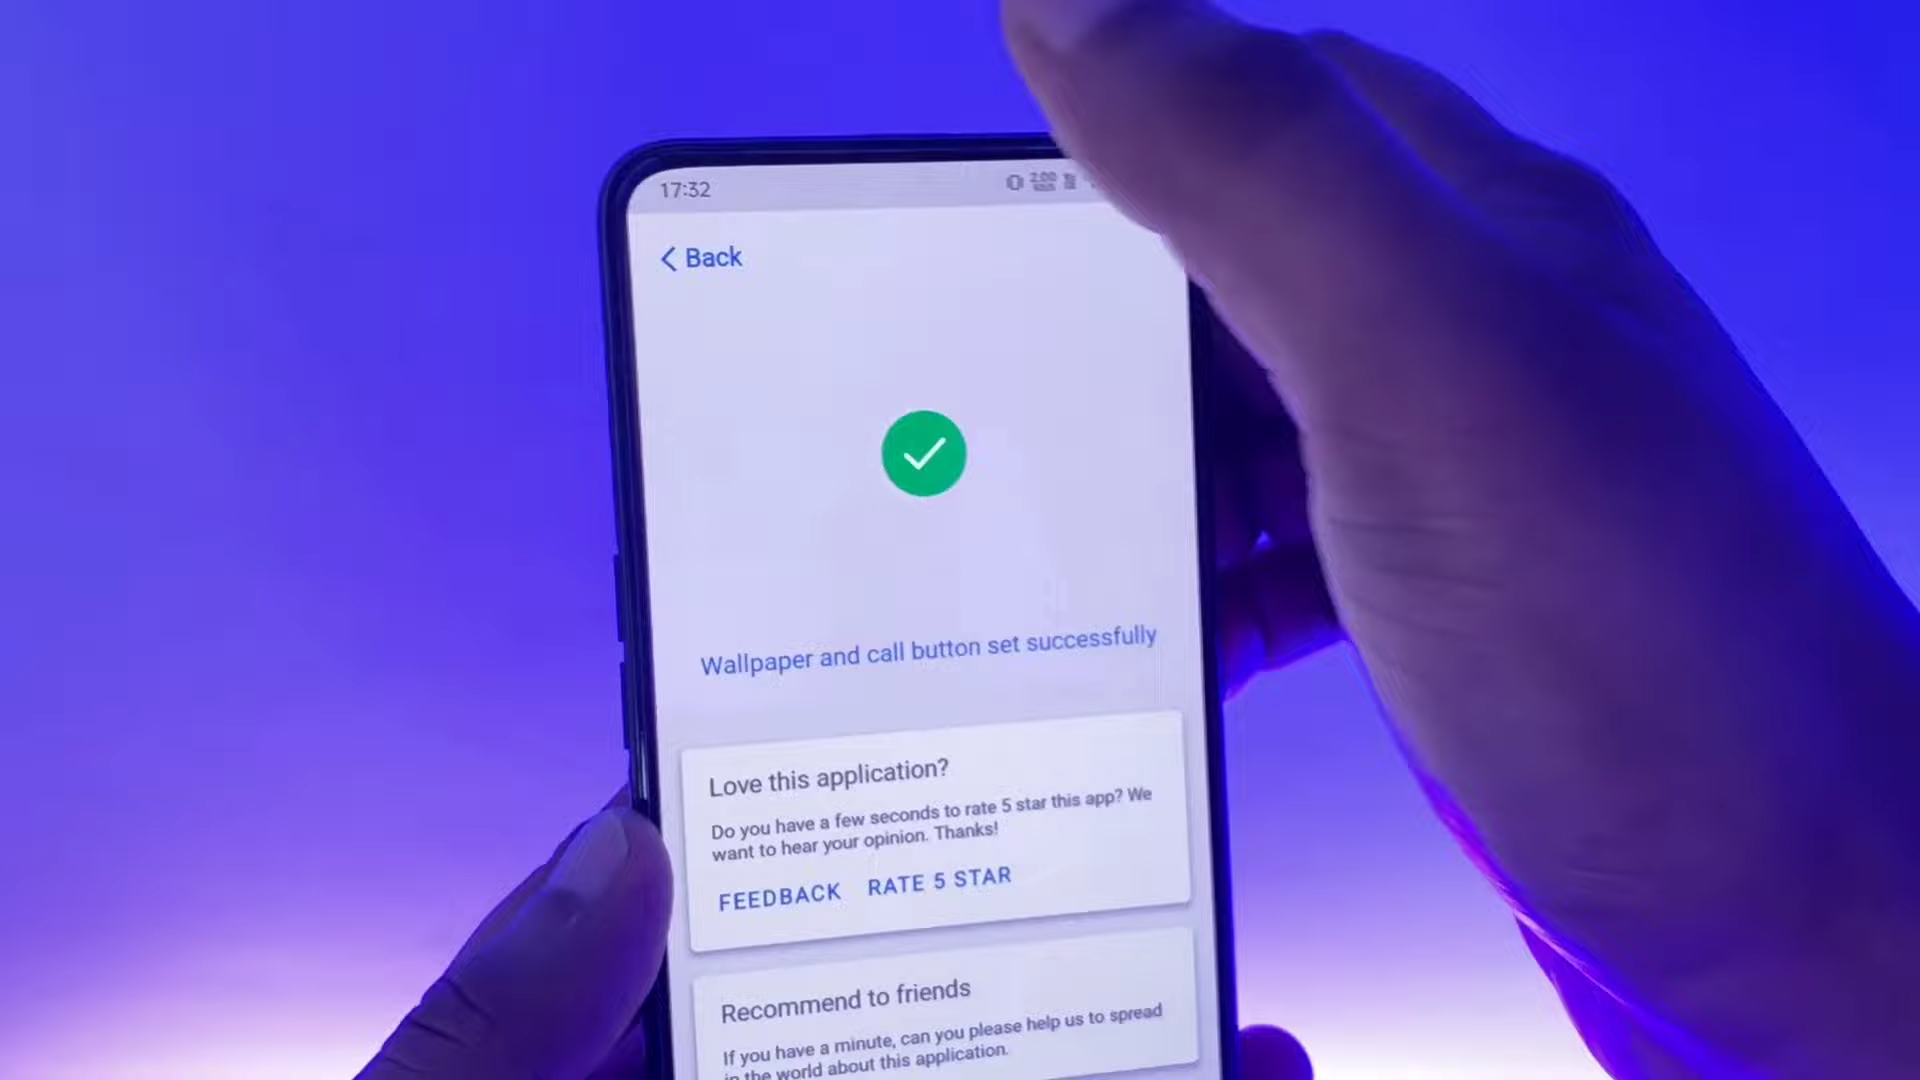 17:32
2:00
Back
Wallpaper and call button set successfully
Love this application?
Do you have a few seconds to rate 5 star this app? We
want to hear your opinion. Thanks!
FEEDBACK RATE 5 STAR
Recommend to friends
If you have a minute, can you please help us to spread
in the world about this application.